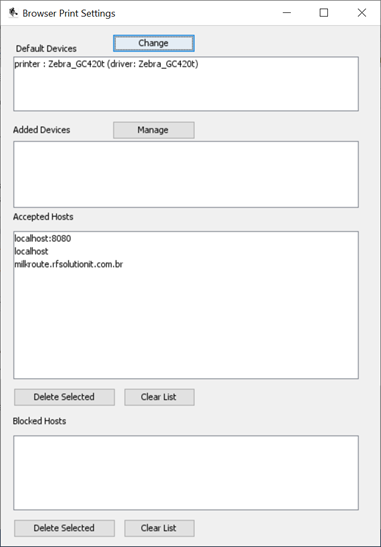 Browser Print Settings
Default Devices
Change
printer : Zebra_GC420t (driver: Zebra_GC420t)
Added Devices
Manage
Accepted Hosts
localhost:8080
localhost
milkroute.rfsolutionit.com.br
Delete Selected
Clear List
Blocked Hosts
Delete Selected
Clear List